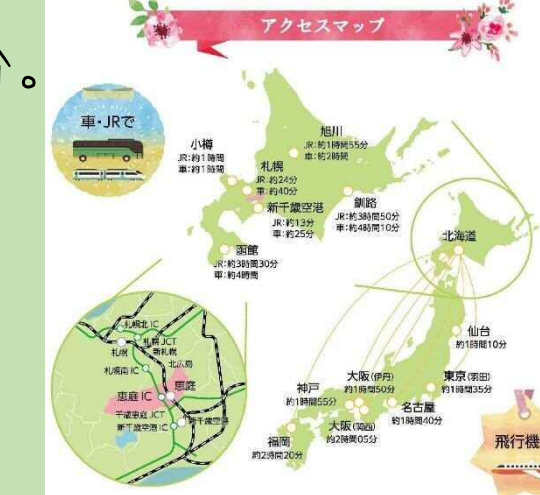 す。
アクセスマップ
車・JRで
旭川
JR:約1時間55分
車:約2時間
小樽
JR:約1時間
車:約1時間
札幌
JR:約24分
車:約40分
新千歳空港
JR:約13分
車:約25分
釧路
JR:約3時間50分
車:約4時間10分
函館
JR:約3時間30分
車:約4時間
北海道
札幌北IC
札幌JCT
札幌
新札幌
北広島
札幌南IC
恵庭
恵庭IC
千歳恵庭JCT
新千歳空港IC
新千歳空港
仙台
約1時間10分
東京(羽田)
約1時間35分
大阪(伊丹)
約1時間50分
神戸
約1時間55分
名古屋
約1時間40分
大阪(関西)
約2時間05分
福岡
約2時間20分
飛行機